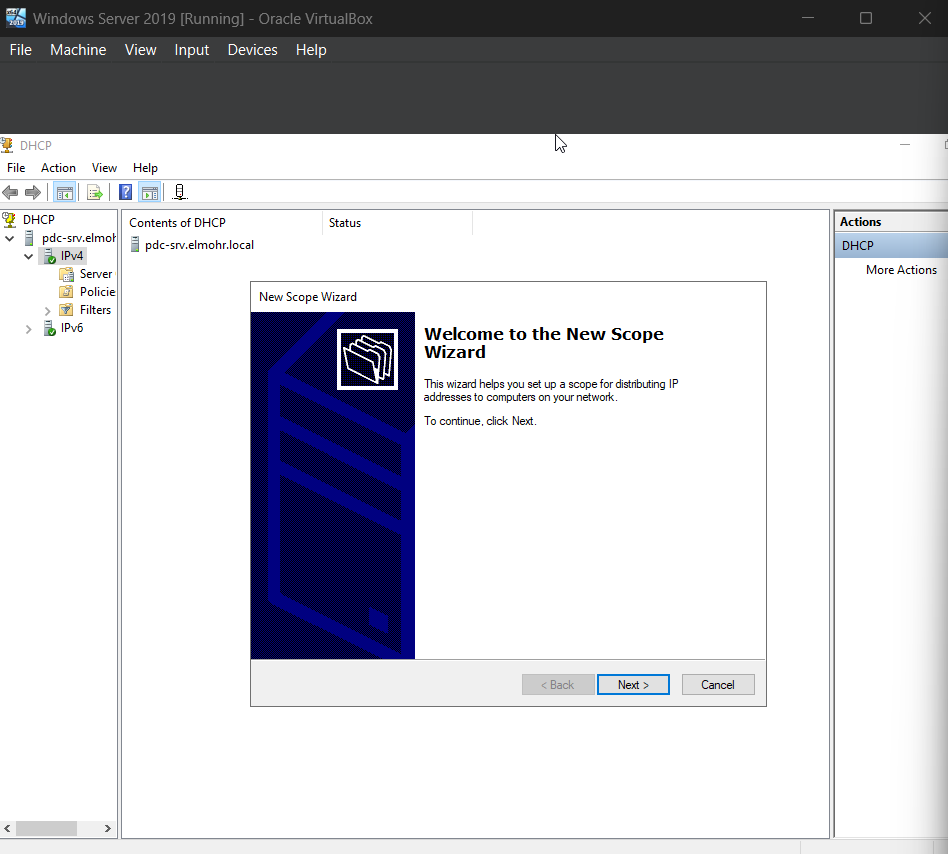 Windows Server 2019 [Running] - Oracle VirtualBox
File Machine View Input Devices Help
DHCP
File Action View Help
DHCP
pdc-srv.elmohr
IPv4
Server
Policie
Filters
IPv6
Contents of DHCP Status
pdc-srv.elmohr.local
New Scope Wizard
Welcome to the New Scope
Wizard
This wizard helps you set up a scope for distributing IP
addresses to computers on your network.
To continue, click Next.
< Back Next > Cancel
Actions
DHCP
More Actions